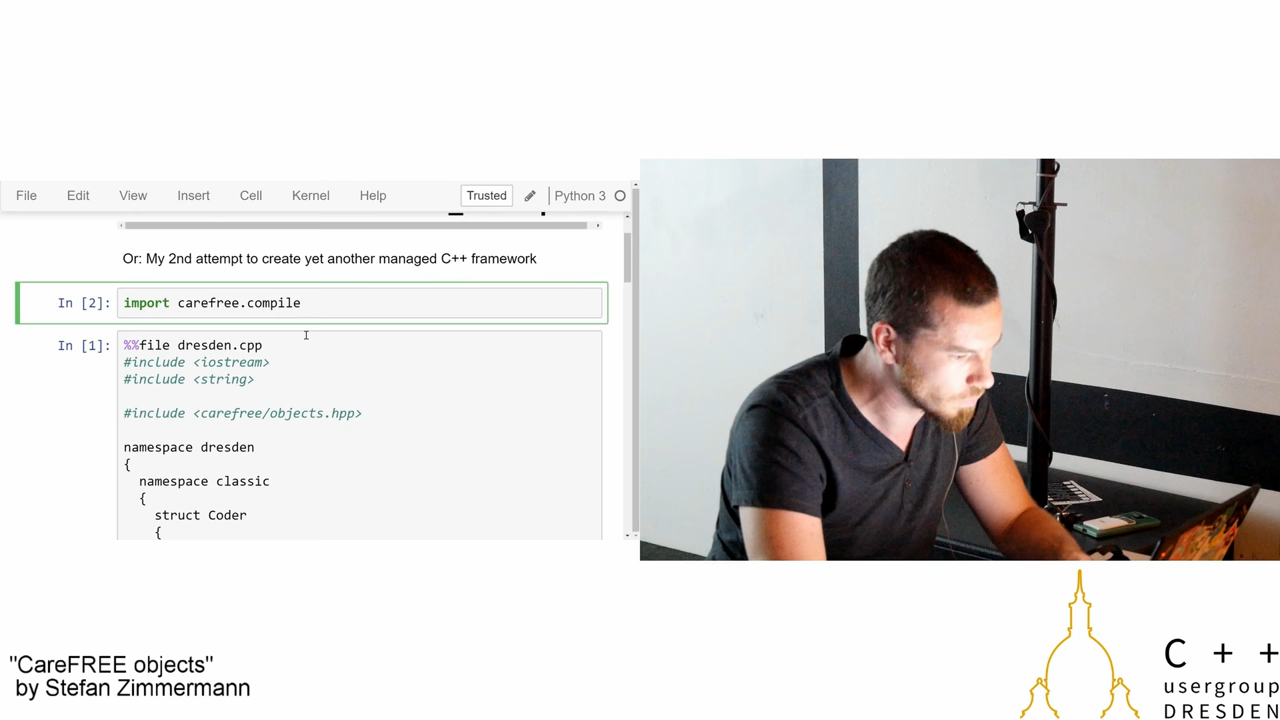 File Edit View Insert Cell Kernel Help Trusted Python 3
Or: My 2nd attempt to create yet another managed C++ framework
In [2]: import carefree.compile
In [1]: %%file dresden.cpp
#include <iostream>
#include <string>
#include <carefree/objects.hpp>
namespace dresden
{
namespace classic
{
struct Coder
{
"CareFREE objects"
by Stefan Zimmermann
C + +
usergroup
DRESDEN